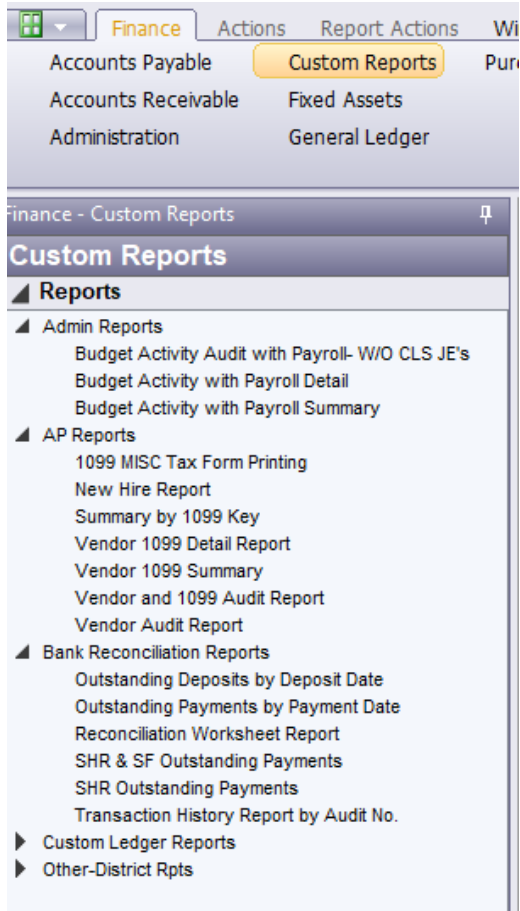 Finance Actions Report Actions Wi
Accounts Payable Custom Reports Pur
Accounts Receivable Fixed Assets
Administration General Ledger
Finance - Custom Reports
Custom Reports
Reports
Admin Reports
Budget Activity Audit with Payroll- W/O CLS JE's
Budget Activity with Payroll Detail
Budget Activity with Payroll Summary
AP Reports
1099 MISC Tax Form Printing
New Hire Report
Summary by 1099 Key
Vendor 1099 Detail Report
Vendor 1099 Summary
Vendor and 1099 Audit Report
Vendor Audit Report
Bank Reconciliation Reports
Outstanding Deposits by Deposit Date
Outstanding Payments by Payment Date
Reconciliation Worksheet Report
SHR & SF Outstanding Payments
SHR Outstanding Payments
Transaction History Report by Audit No.
Custom Ledger Reports
Other-District Rpts